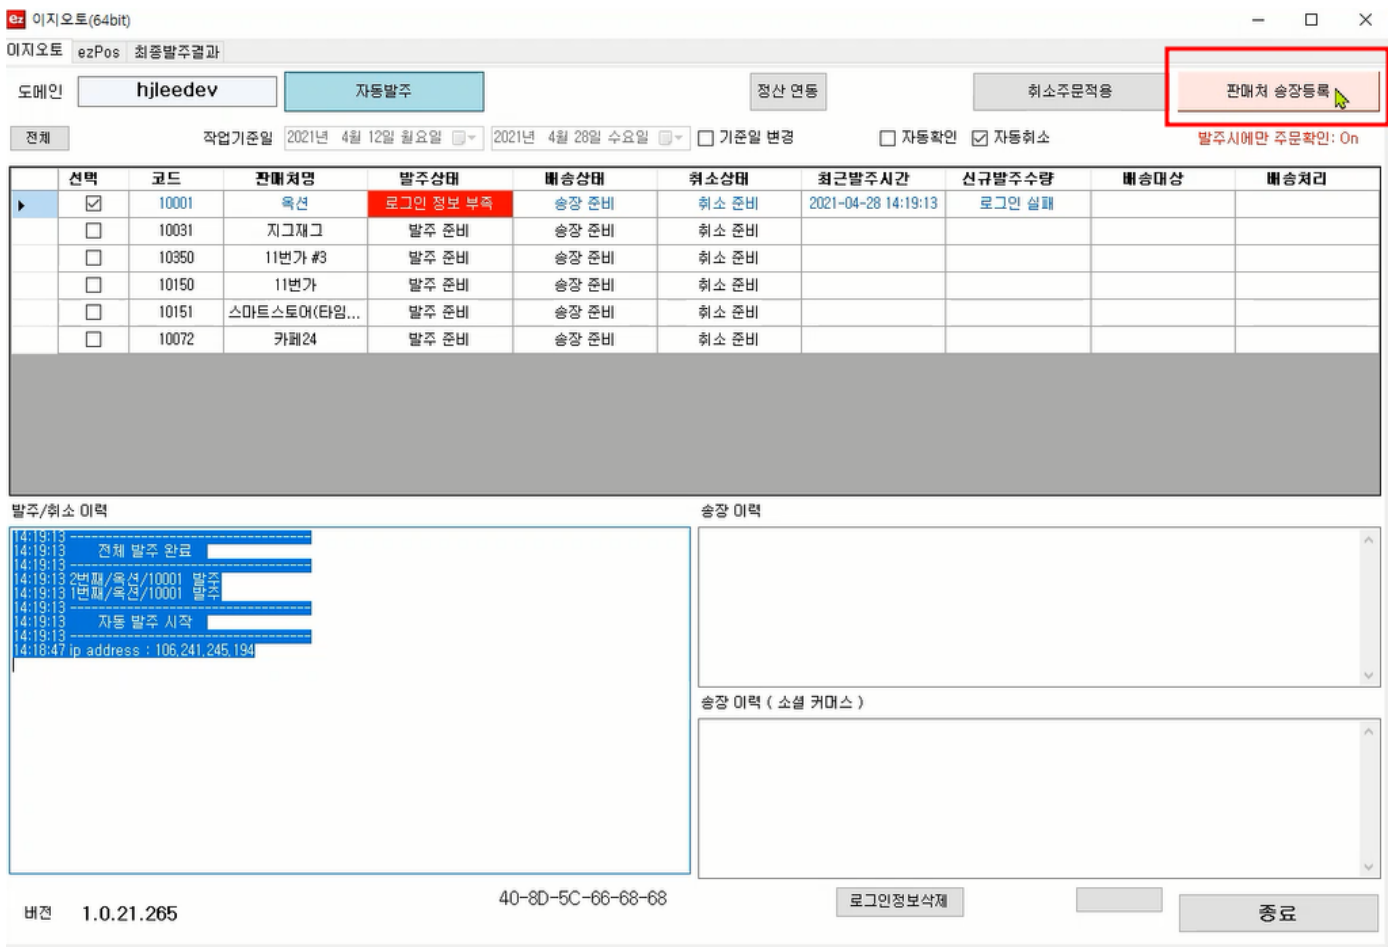 ez 이지오토(64bit)
이지오토 ezPos 최종발주결과
도메인 hjleedev 자동발주 정산 연동 취소주문적용 판매처 송장등록
전체 작업기준일 2021년 4월 12일 월요일 2021년 4월 28일 수요일 기준일 변경 자동확인 자동취소 발주시에만 주문확인: On
선택 코드 판매처명 발주상태 배송상태 취소상태 최근발주시간 신규발주수량 배송대상 배송처리
10001 옥션 로그인 정보 부족 송장 준비 취소 준비 2021-04-28 14:19:13 로그인 실패
10031 지그재그 발주 준비 송장 준비 취소 준비
10350 11번가 #3 발주 준비 송장 준비 취소 준비
10150 11번가 발주 준비 송장 준비 취소 준비
10151 스마트스토어(타임... 발주 준비 송장 준비 취소 준비
10072 카페24 발주 준비 송장 준비 취소 준비
발주/취소 이력
14:19:13 ----------------------------------
14:19:13 전체 발주 완료
14:19:13 ----------------------------------
14:19:13 2번째/옥션/10001 발주
14:19:13 1번째/옥션/10001 발주
14:19:13 ----------------------------------
14:19:13 자동 발주 시작
14:19:13 ----------------------------------
14:18:47 ip address : 106,241,245,194
송장 이력
송장 이력 ( 소셜 커머스 )
버전 1.0.21.265
40-8D-5C-66-68-68
로그인정보삭제
종료